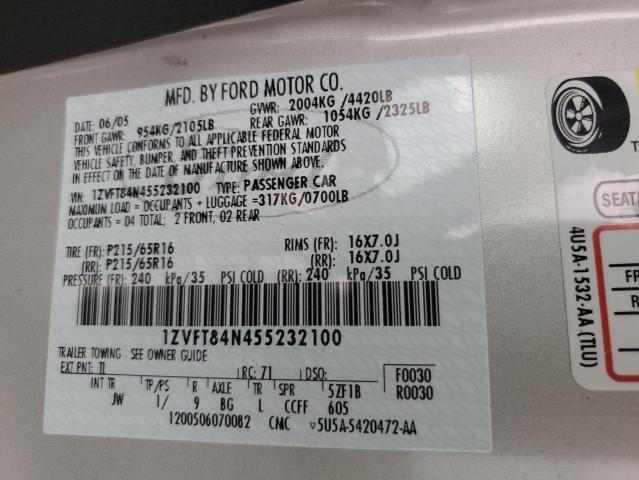 MFD. BY FORD MOTOR CO.
DATE: 06/05 GVWR: 2004KG /4420LB
FRONT GAWR: 954KG/2105LB REAR GAWR: 1054KG /2325LB
THIS VEHICLE CONFORMS TO ALL APPLICABLE FEDERAL MOTOR
VEHICLE SAFETY, BUMPER, AND THEFT PREVENTION STANDARDS
IN EFFECT ON THE DATE OF MANUFACTURE SHOWN ABOVE.
VIN: 1ZVFT84N455232100 TYPE: PASSENGER CAR
MAXIMUM LOAD = OCCUPANTS + LUGGAGE =317KG/0700LB
OCCUPANTS = 04 TOTAL; 2 FRONT, 02 REAR
TIRE (FR): P215/65R16 RIMS (FR): 16X7.0J
(RR): P215/65R16 (RR): 16X7.0J
PRESSURE (FR): 240 kPa/35 PSI COLD (RR): 240 kPa/35 PSI COLD
1ZVFT84N455232100
TRAILER TOWING - SEE OWNER GUIDE
EXT PNT: TL RC: 71 DSO: F0030
INT TR TP/PS R AXLE TR SPR 5ZF1B R0030
JW 1/ 9 BG L CCFF 605
1200506070082 CMC 5U5A-5420472-AA
SEAT
4U5A-1532-AA (TLU)